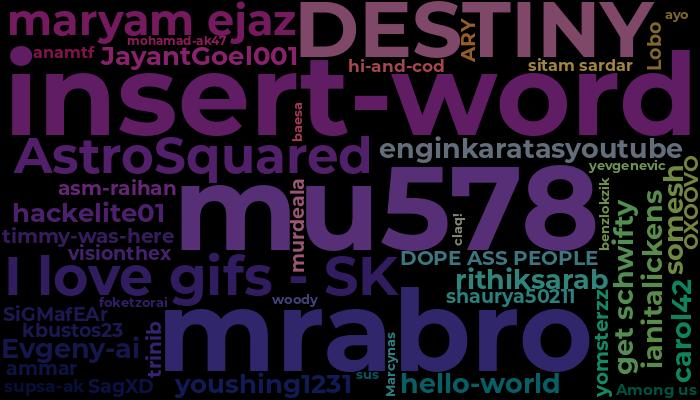 maryam ejaz
DESTINY
ARY
Lobo
ayo
mohamad-ak47
anamtf
JayantGoel001
hi-and-cod
sitam sardar
insert-word
baesa
AstroSquared
enginkaratasyoutube
yevgenevic
asm-raihan
mu578
murdeala
claq!
benzlokzik
somesh
OXOYO
hackelite01
timmy-was-here
visionthex
get schwifty
ianitalickens
I love gifs - SK
DOPE ASS PEOPLE
rithiksarab
shaurya50211
foketzorai
woody
SiGMafEAr
kbustos23
trinib
mrabro
Marcynas
yomsterzz
carol42
Evgeny-ai
ammar
supsa-ak
SagXD
youshing1231
sus
hello-world
Among us